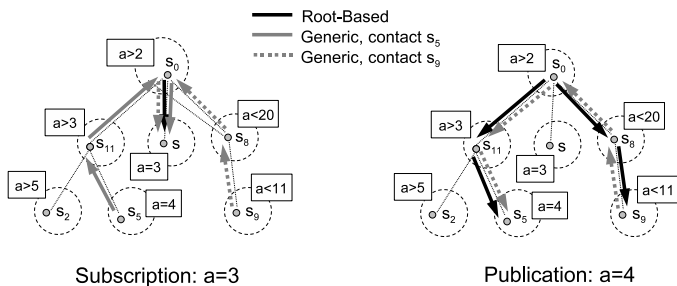 Root-Based
Generic, contact s5
Generic, contact s9
a>2
s0
a>3
s11
a<20
s8
s
a=3
a>5
s2
s5
a=4
a<11
s9
Subscription: a=3
a>2
s0
a>3
s11
a<20
s8
s
a=3
a>5
s2
s5
a=4
a<11
s9
Publication: a=4